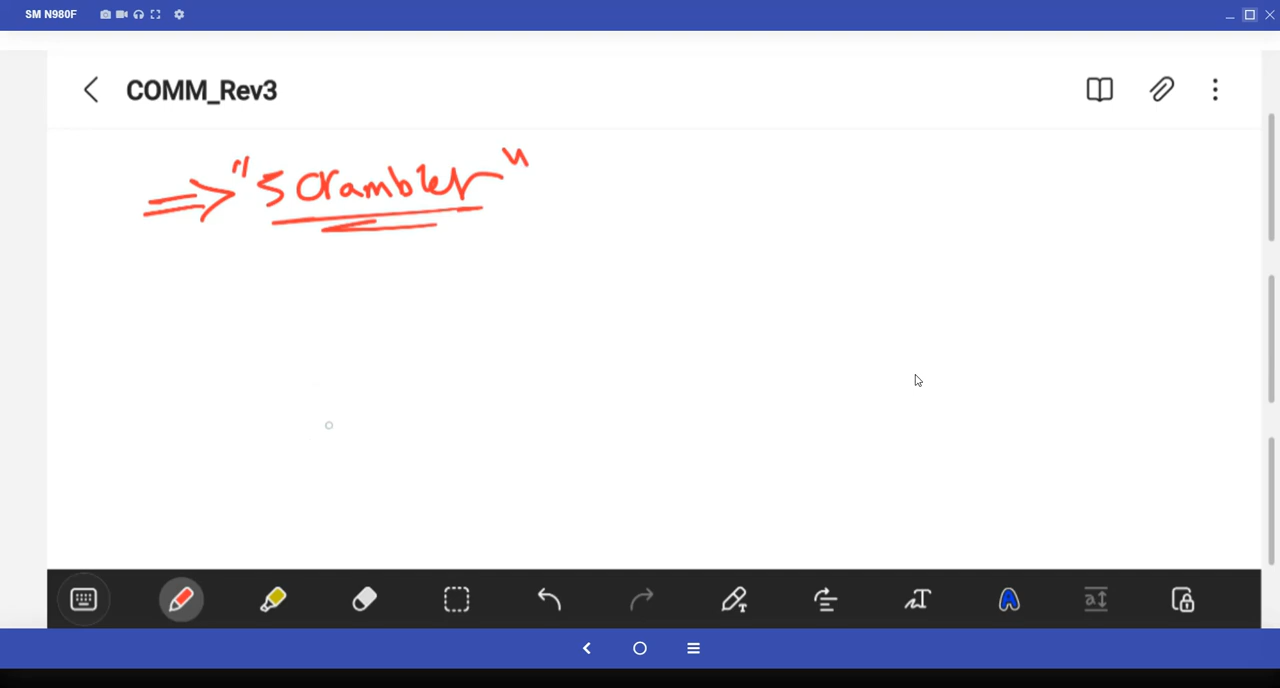 SM N980F
COMM_Rev3
⇒ "Scrambler"